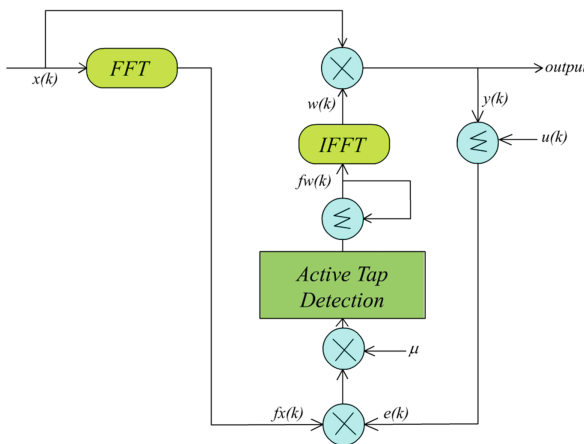 x(k)
FFT
output
y(k)
w(k)
u(k)
IFFT
fw(k)
Active Tap
Detection
μ
fx(k)
e(k)